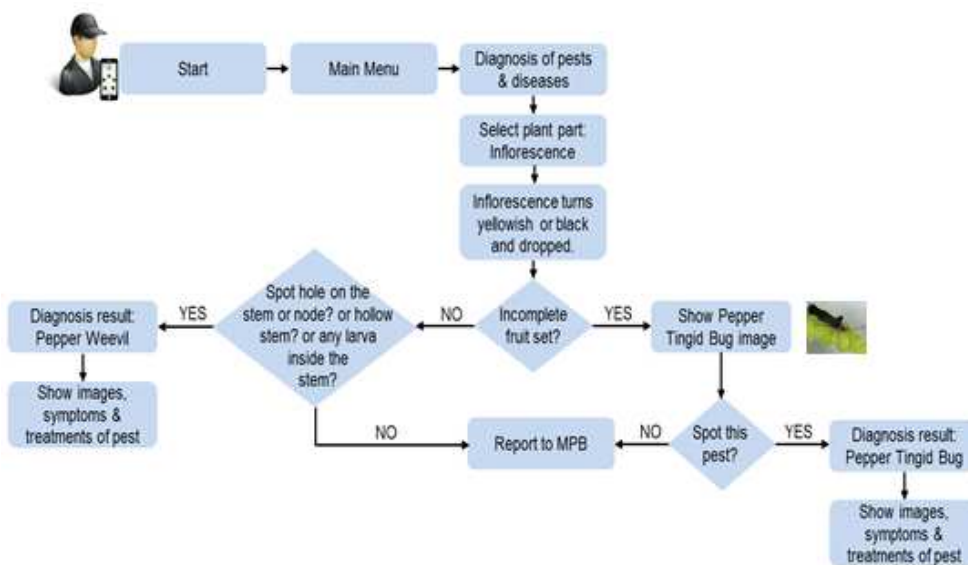 Start
Main Menu
Diagnosis of pests
& diseases
Select plant part:
Inflorescence
Inflorescence turns
yellowish or black
and dropped.
Incomplete
fruit set?
NO
YES
Spot hole on the
stem or node? or hollow
stem? or any larva
inside the
stem?
YES
NO
Diagnosis result:
Pepper Weevil
Show images,
symptoms &
treatments of pest
Show Pepper
Tingid Bug image
Spot this
pest?
NO
YES
Report to MPB
Diagnosis result:
Pepper Tingid Bug
Show images,
symptoms &
treatments of pest